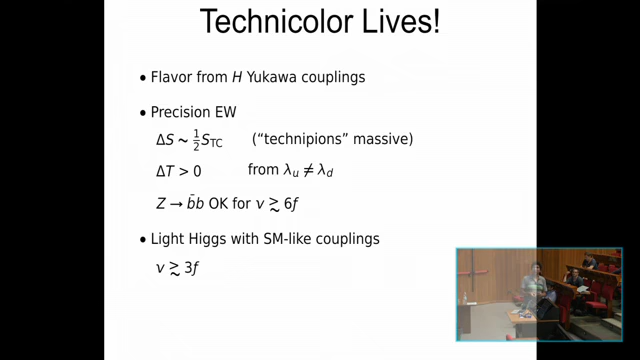 Technicolor Lives!
• Flavor from H Yukawa couplings
• Precision EW
ΔS ~ ½ S_TC ("technipions" massive)
ΔT > 0 from λ_u ≠ λ_d
Z → b̄b OK for v ≳ 6f
• Light Higgs with SM-like couplings
v ≳ 3f